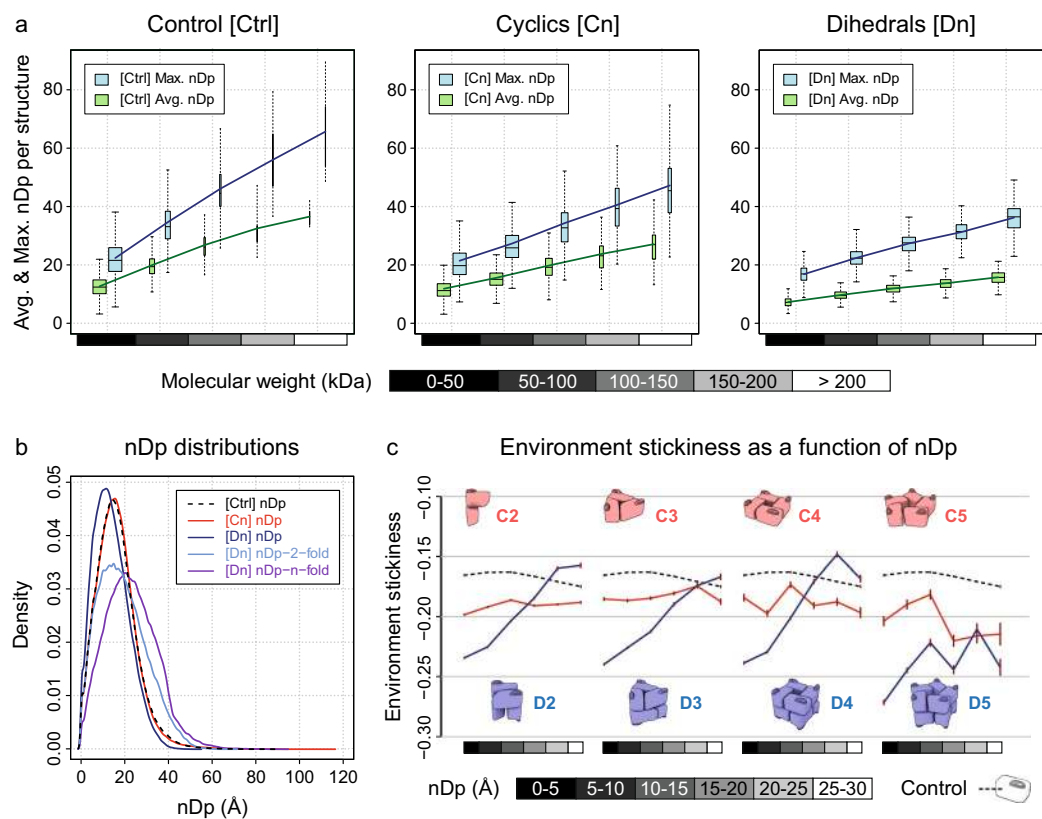 a
Control [Ctrl]
Cyclics [Cn]
Dihedrals [Dn]
Avg. & Max. nDp per structure
80
60
40
20
0
[Ctrl] Max. nDp
[Ctrl] Avg. nDp
80
60
40
20
0
[Cn] Max. nDp
[Cn] Avg. nDp
80
60
40
20
0
[Dn] Max. nDp
[Dn] Avg. nDp
Molecular weight (kDa)
0-50 50-100 100-150 150-200 > 200
b
nDp distributions
Density
0.05
0.04
0.03
0.02
0.01
0.00
[Ctrl] nDp
[Cn] nDp
[Dn] nDp
[Dn] nDp−2−fold
[Dn] nDp−n−fold
0 20 40 60 80 100 120
nDp (Å)
c
Environment stickiness as a function of nDp
Environment stickiness
−0.10
−0.15
−0.20
−0.25
−0.30
C2 C3 C4 C5
D2 D3 D4 D5
nDp (Å)
0-5 5-10 10-15 15-20 20-25 25-30
Control